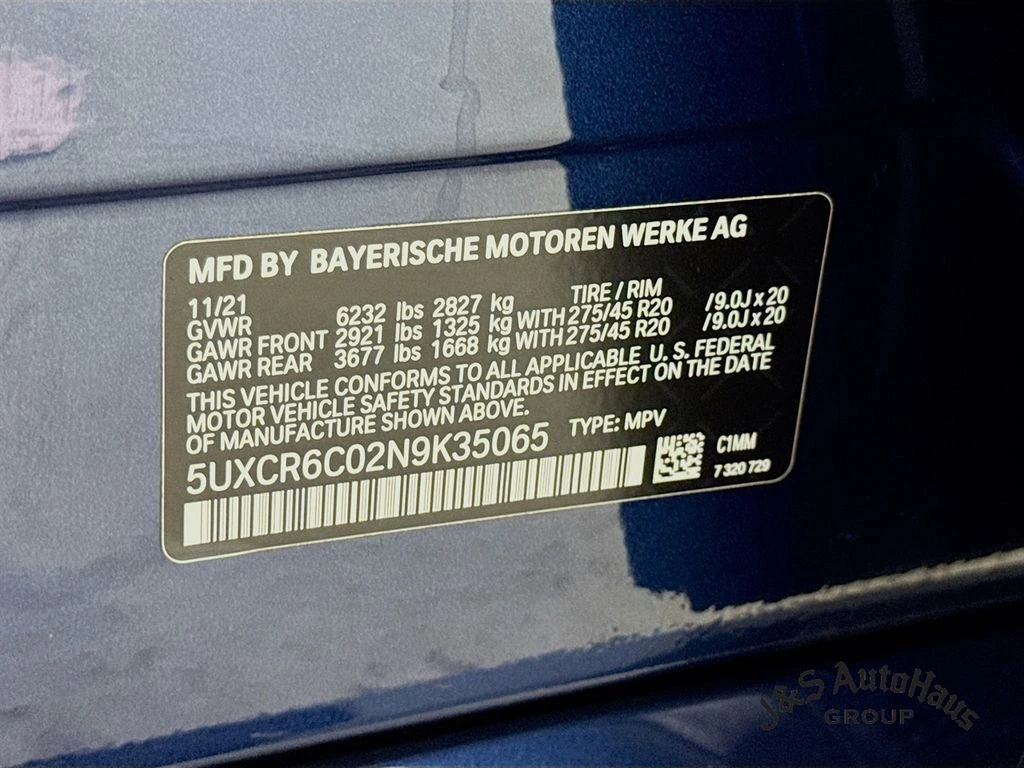 MFD BY BAYERISCHE MOTOREN WERKE AG
11/21 TIRE / RIM
GVWR 6232 lbs 2827 kg
GAWR FRONT 2921 lbs 1325 kg WITH 275/45 R20 / 9.0J x 20
GAWR REAR 3677 lbs 1668 kg WITH 275/45 R20 / 9.0J x 20
THIS VEHICLE CONFORMS TO ALL APPLICABLE U. S. FEDERAL
MOTOR VEHICLE SAFETY STANDARDS IN EFFECT ON THE DATE
OF MANUFACTURE SHOWN ABOVE.
5UXCR6C02N9K35065 TYPE: MPV
C1MM
7 320 729
J&S AutoHaus
GROUP